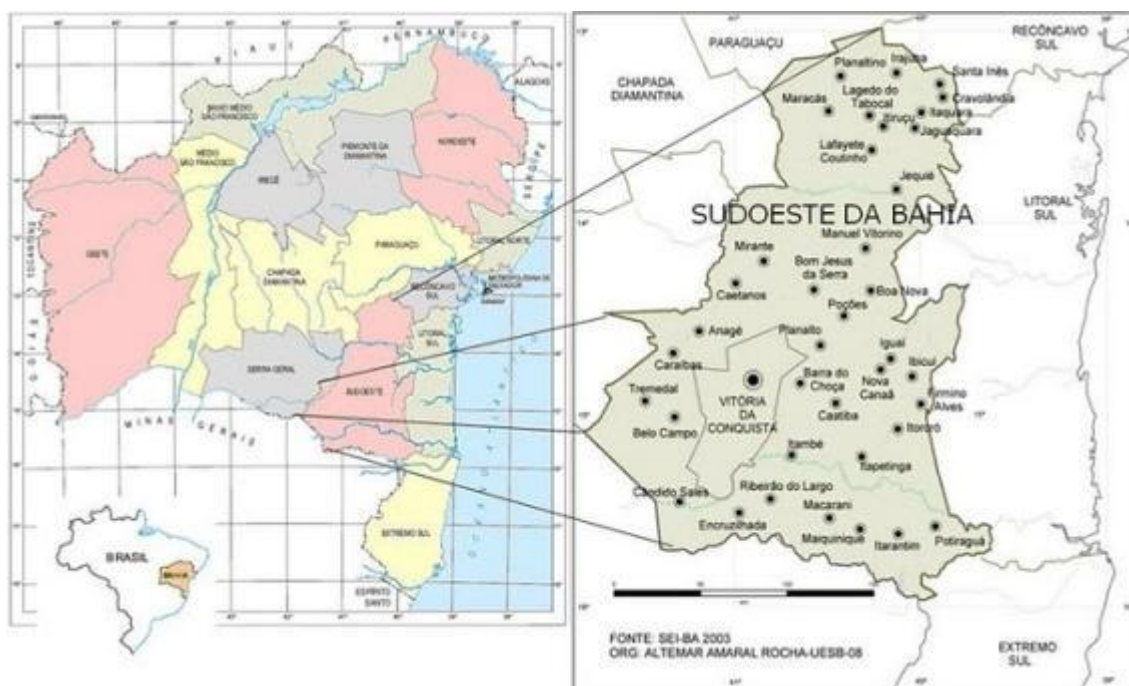 PIAUÍ
PERNAMBUCO
ALAGOAS
SERGIPE
BAIXO MÉDIO
SÃO FRANCISCO
MÉDIO
SÃO FRANCISCO
IRECÊ
PIEMONTE DA
DIAMANTINA
NORDESTE
OESTE
TOCANTINS
GOIÁS
CHAPADA
DIAMANTINA
PARAGUAÇU
LITORAL NORTE
RECÔNCAVO
SUL
METROPOLITANA DE
SALVADOR
LITORAL
SUL
SERRA GERAL
SUDOESTE
MINAS GERAIS
EXTREMO SUL
ESPÍRITO
SANTO
BRASIL
BAHIA
PARAGUAÇU
RECÔNCAVO
SUL
CHAPADA
DIAMANTINA
Planaltino
Irajuba
Santa Inês
Maracás
Lagedo do
Tabocal
Cravolândia
Itaquara
Itiruçu
Jaguaquara
Lafayete
Coutinho
Jequié
LITORAL
SUL
SUDOESTE DA BAHIA
Manuel Vitorino
Mirante
Bom Jesus
da Serra
Caetanos
Boa Nova
Poções
Anagé
Planalto
Iguaí
Ibicuí
Caraíbas
Barra do
Choça
Nova
Canaã
Firmino
Alves
Tremedal
VITÓRIA
DA
CONQUISTA
Caatiba
Belo Campo
Itororó
Itambé
Itapetinga
Cândido Sales
Ribeirão do Largo
Macarani
Encruzilhada
Maiquinique
Itarantim
Potiraguá
FONTE: SEI-BA 2003
ORG: ALTEMAR AMARAL ROCHA-UESB-08
EXTREMO
SUL